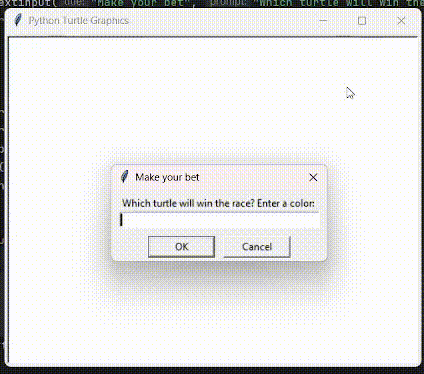 extinput( title: "Make your bet", prompt: "Which turtle will win the
Python Turtle Graphics
Make your bet
Which turtle will win the race? Enter a color:
OK
Cancel